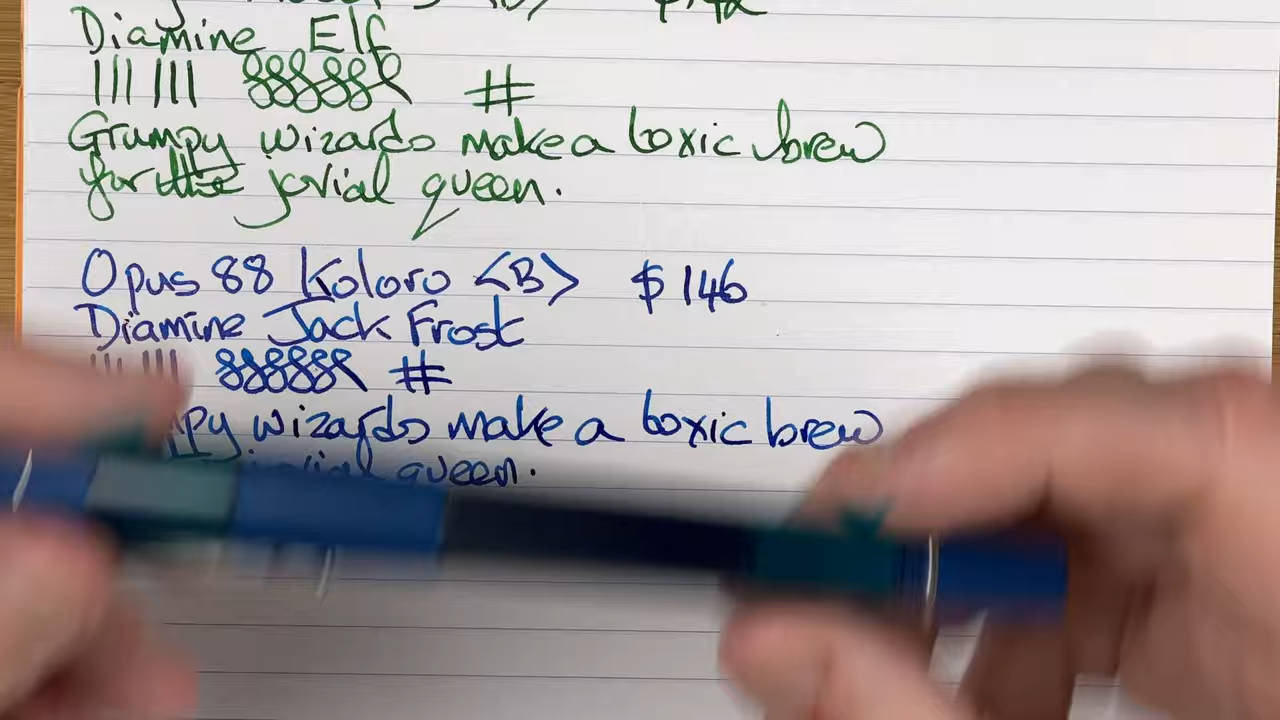 Diamine Elf
||| ||| 888888 #
Grumpy wizards make a toxic brew
for the jovial queen.
Opus 88 Koloro <B> $146
Diamine Jack Frost
||| ||| 888888 #
wizards make a toxic brew
jovial queen.